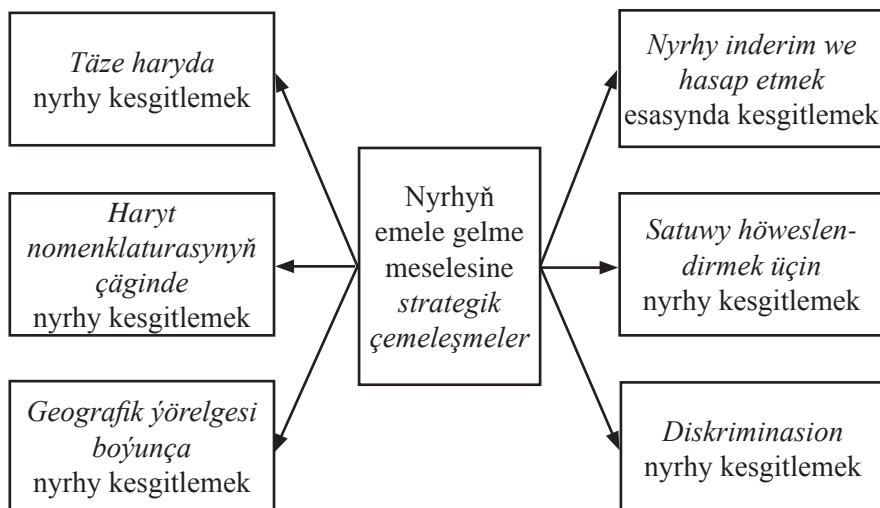 Täze haryda
nyrhy kesgitlemek
Haryt
nomenklaturasynyň
çäginde
nyrhy kesgitlemek
Geografik ýörelgesi
boýunça
nyrhy kesgitlemek
Nyrhyň
emele gelme
meselesine
strategik
çemeleşmeler
Nyrhy inderim we
hasap etmek
esasynda kesgitlemek
Satuwy höweslen-
dirmek üçin
nyrhy kesgitlemek
Diskriminasion
nyrhy kesgitlemek